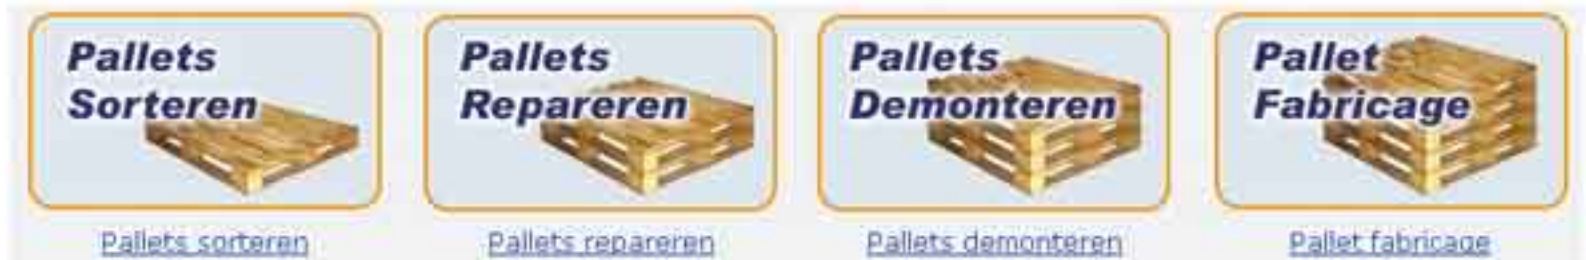 Pallets
Sorteren
Pallets
Repareren
Pallets
Demonteren
Pallet
Fabricage
Pallets sorteren
Pallets repareren
Pallets demonteren
Pallet fabricage